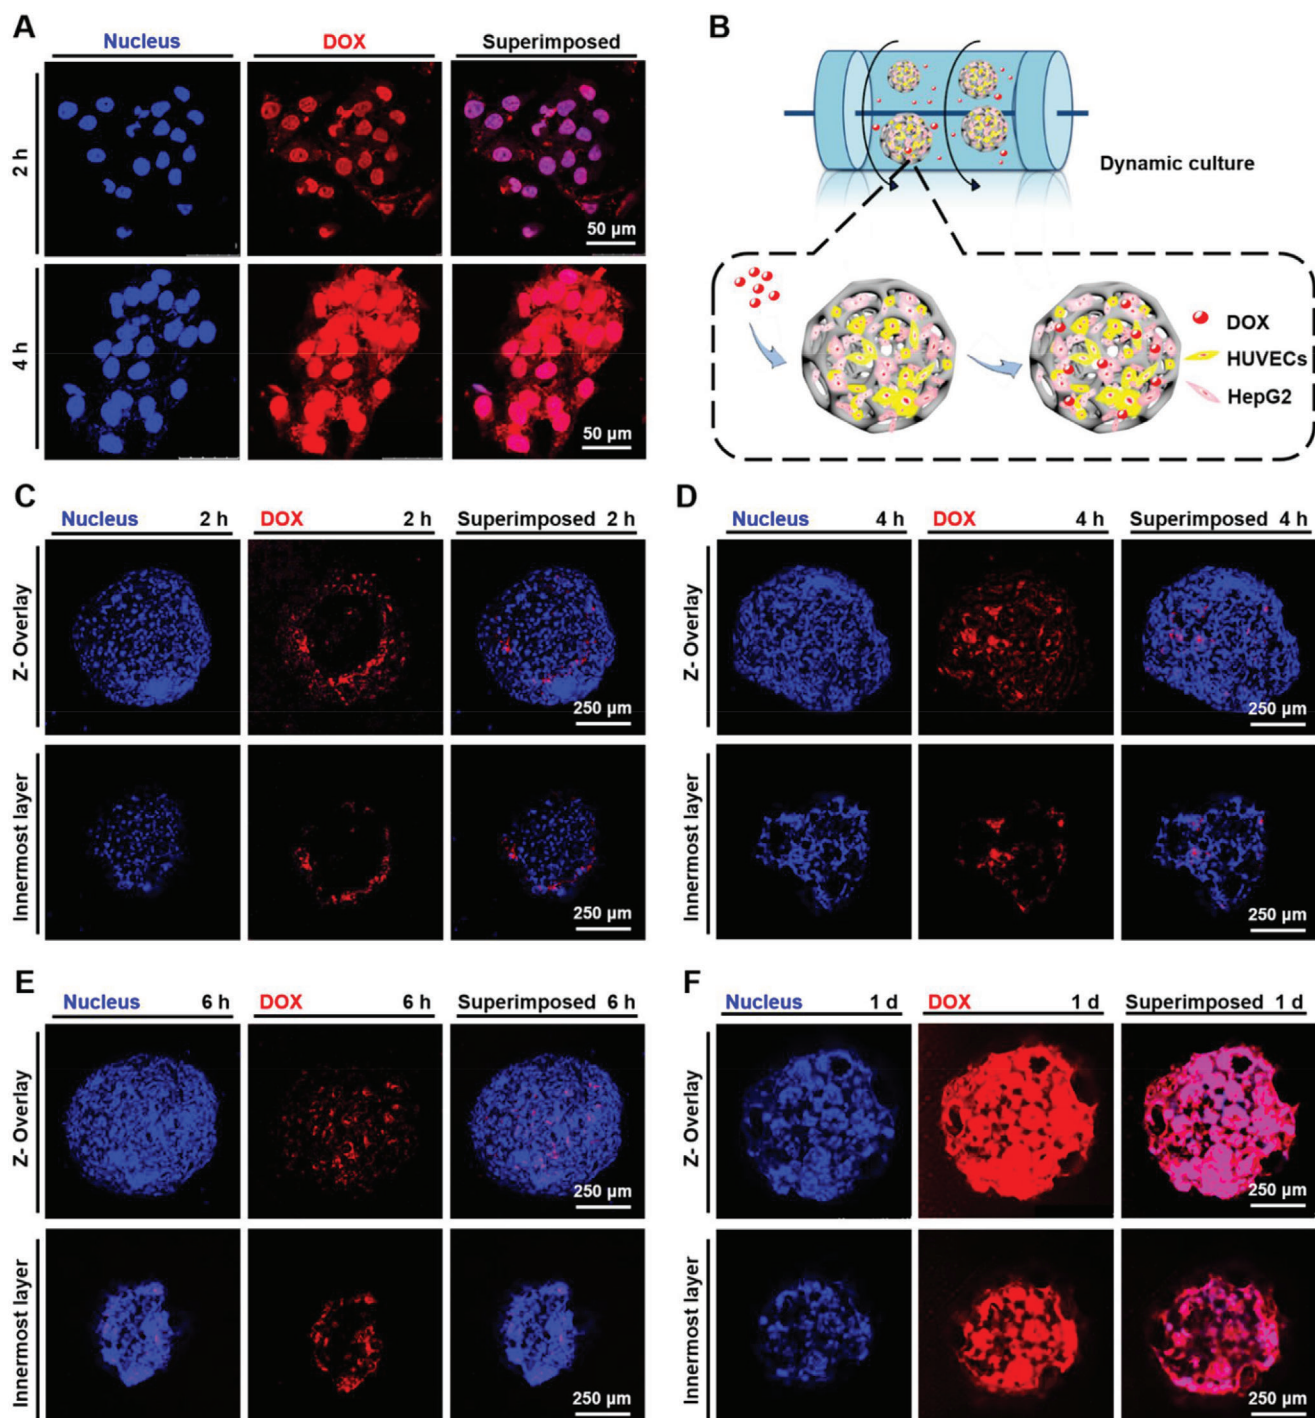 A
Nucleus DOX Superimposed
2 h
50 µm
4 h
50 µm
B
Dynamic culture
DOX
HUVECs
HepG2
C
Nucleus 2 h DOX 2 h Superimposed 2 h
Z- Overlay
250 µm
Innermost layer
250 µm
D
Nucleus 4 h DOX 4 h Superimposed 4 h
Z- Overlay
250 µm
Innermost layer
250 µm
E
Nucleus 6 h DOX 6 h Superimposed 6 h
Z- Overlay
250 µm
Innermost layer
250 µm
F
Nucleus 1 d DOX 1 d Superimposed 1 d
Z- Overlay
250 µm
Innermost layer
250 µm